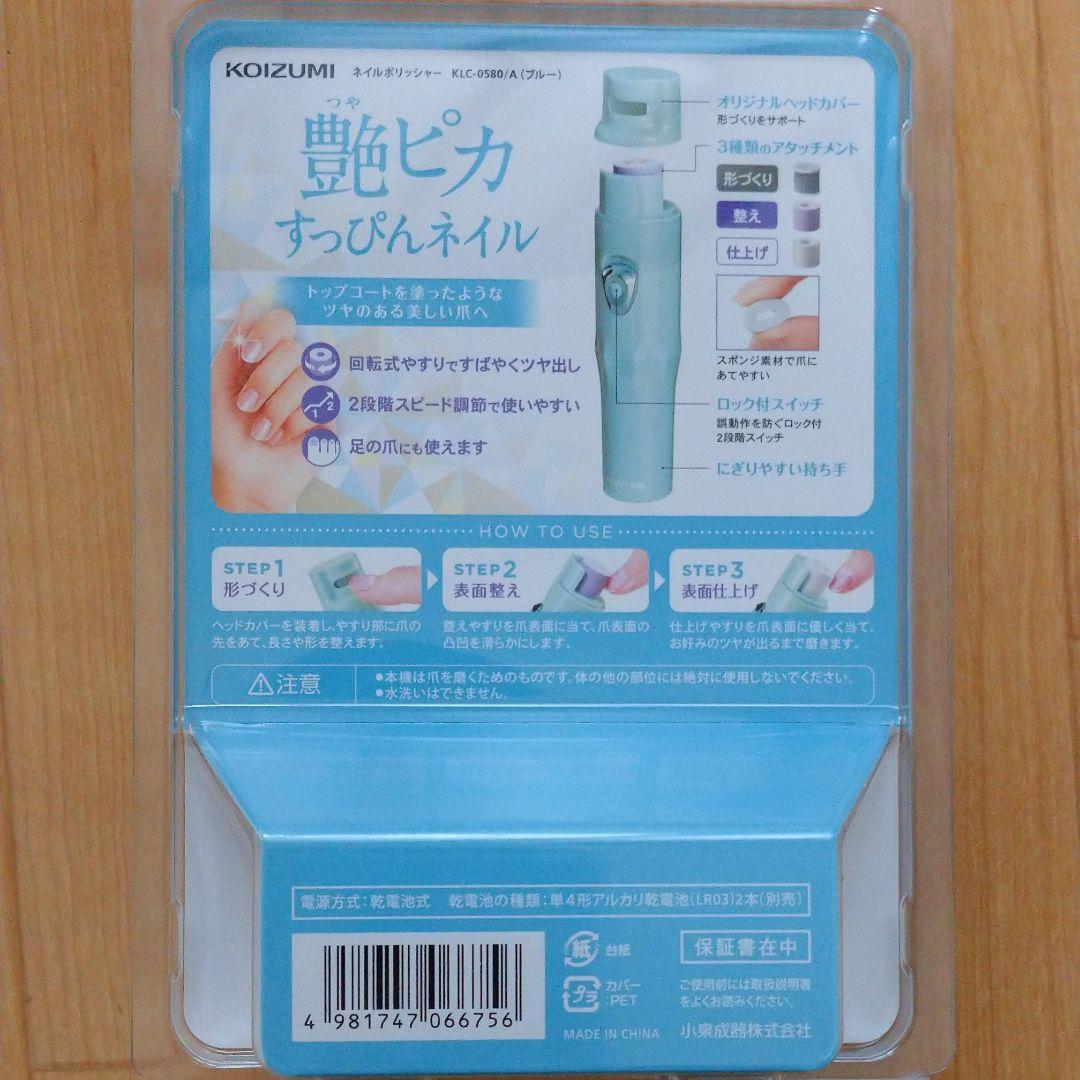 KOIZUMI ネイルポリッシャー KLC-0580/A(ブルー)
つや
艶ピカ
すっぴんネイル
トップコートを塗ったような
ツヤのある美しい爪へ
回転式やすりですばやくツヤ出し
1 2
2段階スピード調節で使いやすい
足の爪にも使えます
オリジナルヘッドカバー
形づくりをサポート
3種類のアタッチメント
形づくり
整え
仕上げ
スポンジ素材で爪に
あてやすい
ロック付スイッチ
誤動作を防ぐロック付
2段階スイッチ
にぎりやすい持ち手
KOIZUMI
HOW TO USE
STEP1
形づくり
ヘッドカバーを装着し、やすり部に爪の
先をあて、長さや形を整えます。
STEP2
表面整え
整えやすりを爪表面に当て、爪表面の
凸凹を滑らかにします。
STEP3
表面仕上げ
仕上げやすりを爪表面に優しく当て、
お好みのツヤが出るまで磨きます。
注意
●本機は爪を磨くためのものです。体の他の部位には絶対に使用しないでください。
●水洗いはできません。
電源方式:乾電池式 乾電池の種類:単4形アルカリ乾電池(LR03)2本(別売)
4 981747 066756
紙 台紙
プラ カバー
:PET
MADE IN CHINA
保証書在中
ご使用前には取扱説明書
をよくお読みください。
小泉成器株式会社